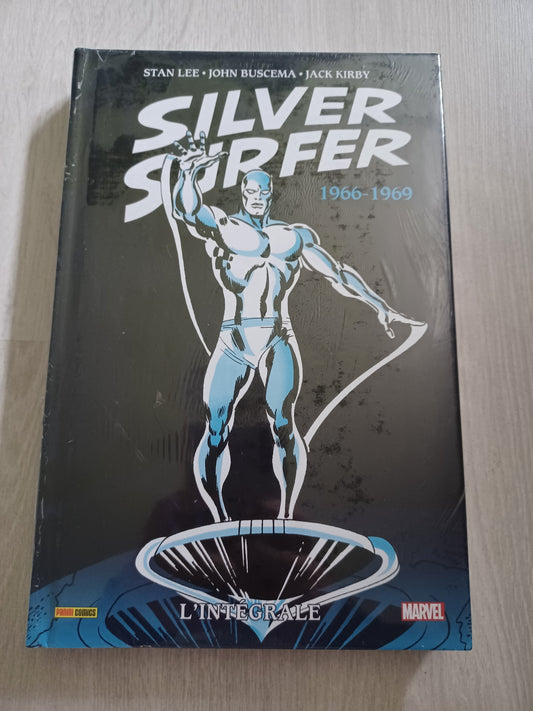 STAN LEE • JOHN BUSCEMA • JACK KIRBY
SILVER
SURFER
1966-1969
L'INTÉGRALE
PANINI COMICS
MARVEL